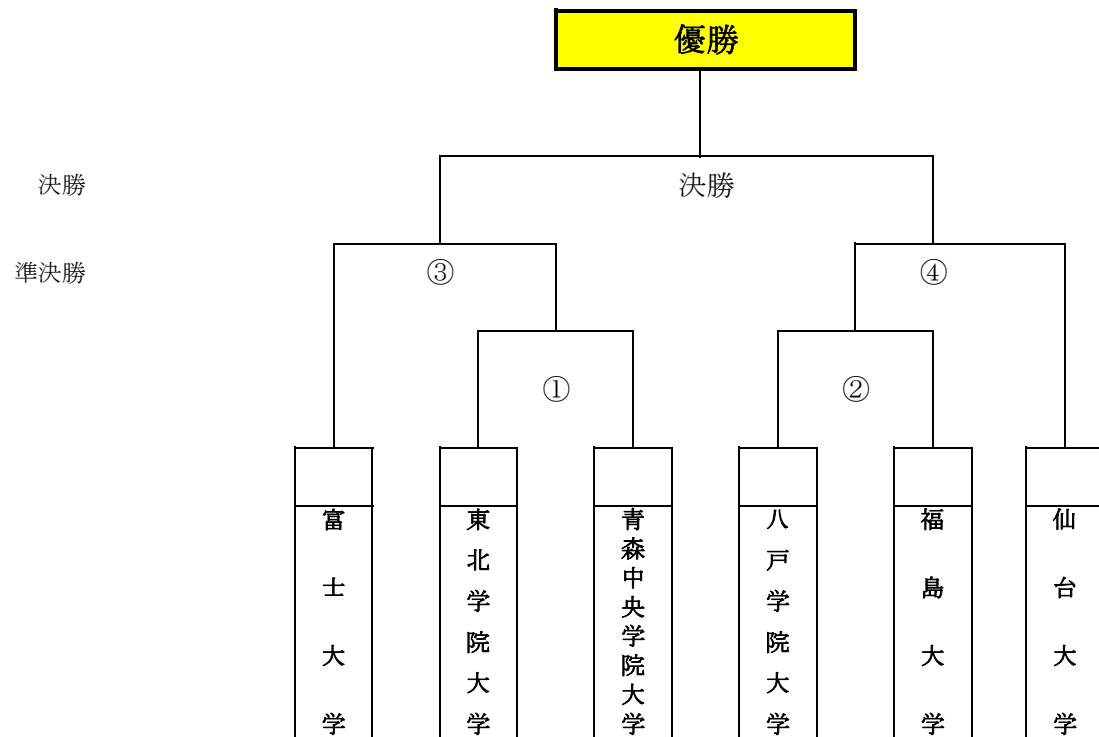 優勝
決勝
決勝
準決勝
③
④
①
②
富士大学
東北学院大学
青森中央学院大学
八戸学院大学
福島大学
仙台大学